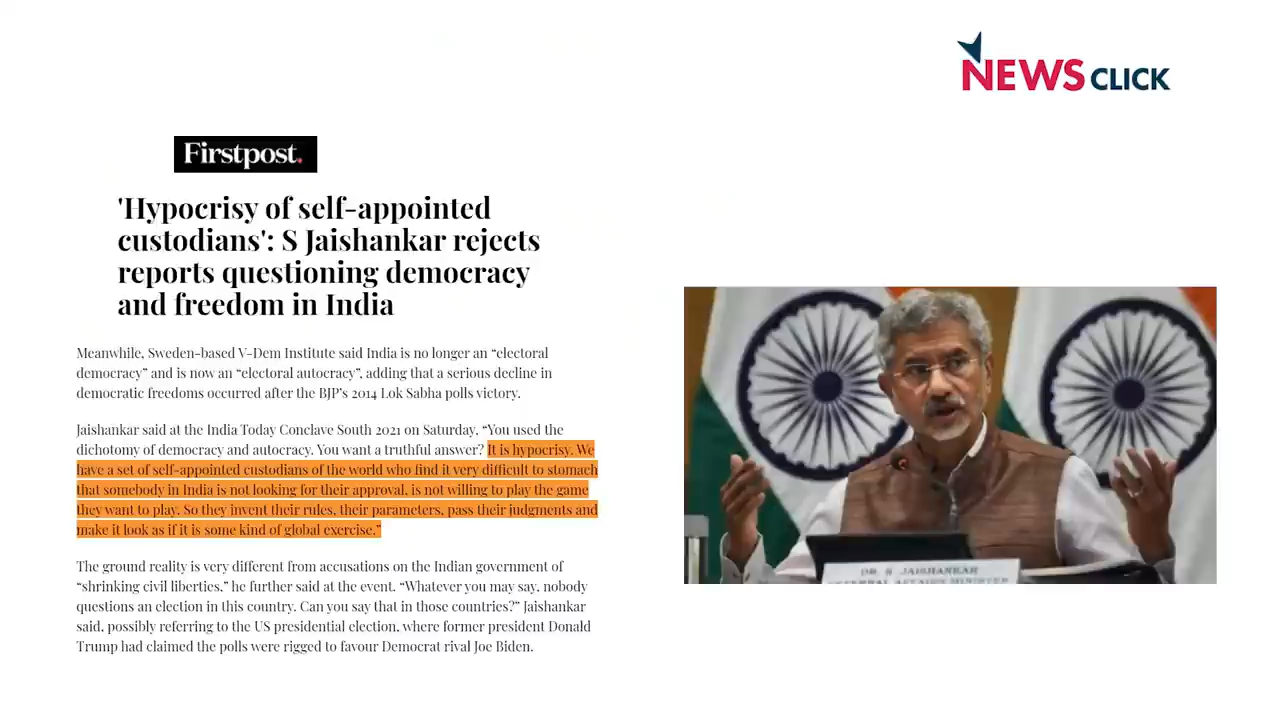 NEWS CLICK
Firstpost.
'Hypocrisy of self-appointed
custodians': S Jaishankar rejects
reports questioning democracy
and freedom in India
Meanwhile, Sweden-based V-Dem Institute said India is no longer an “electoral
democracy” and is now an “electoral autocracy”, adding that a serious decline in
democratic freedoms occurred after the BJP’s 2014 Lok Sabha polls victory.
Jaishankar said at the India Today Conclave South 2021 on Saturday, “You used the
dichotomy of democracy and autocracy. You want a truthful answer? It is hypocrisy. We
have a set of self-appointed custodians of the world who find it very difficult to stomach
that somebody in India is not looking for their approval, is not willing to play the game
they want to play. So they invent their rules, their parameters, pass their judgments and
make it look as if it is some kind of global exercise.”
The ground reality is very different from accusations on the Indian government of
“shrinking civil liberties,” he further said at the event. “Whatever you may say, nobody
questions an election in this country. Can you say that in those countries?” Jaishankar
said, possibly referring to the US presidential election, where former president Donald
Trump had claimed the polls were rigged to favour Democrat rival Joe Biden.
DR. S. JAISHANKAR
EXTERNAL AFFAIRS MINISTER